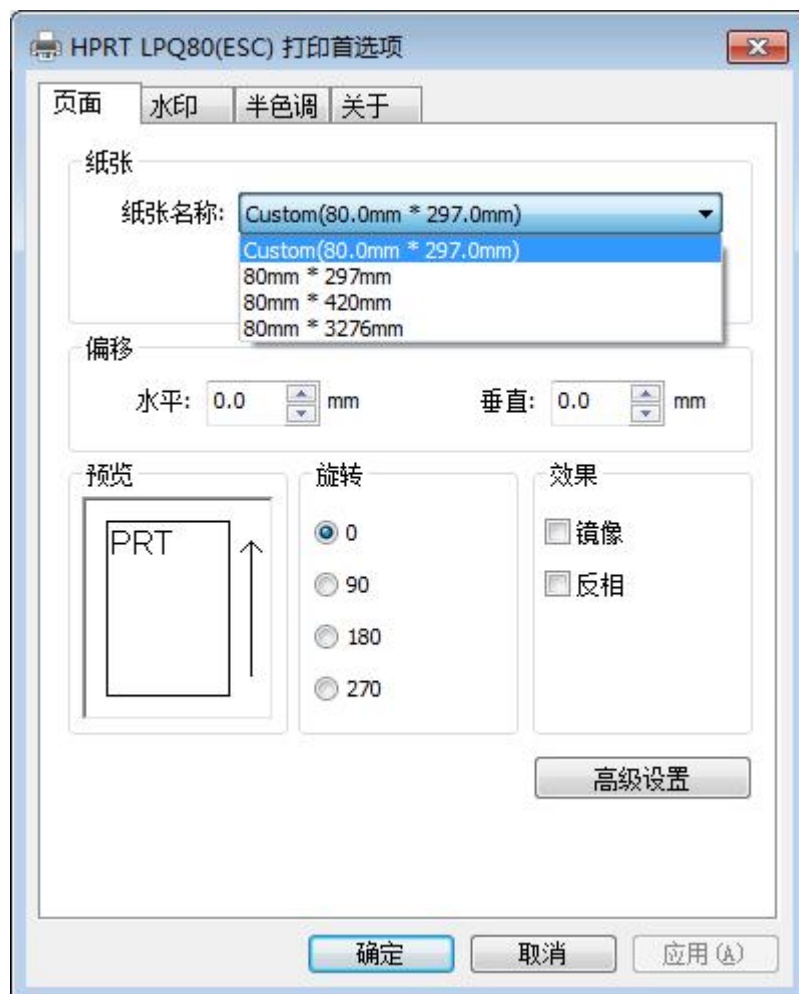 HPRT LPQ80(ESC) 打印首选项
页面 水印 半色调 关于
纸张
纸张名称: Custom(80.0mm * 297.0mm)
Custom(80.0mm * 297.0mm)
80mm * 297mm
80mm * 420mm
80mm * 3276mm
偏移
水平: 0.0 mm 垂直: 0.0 mm
预览 旋转 效果
PRT
0 镜像
90 反相
180
270
高级设置
确定 取消 应用(A)